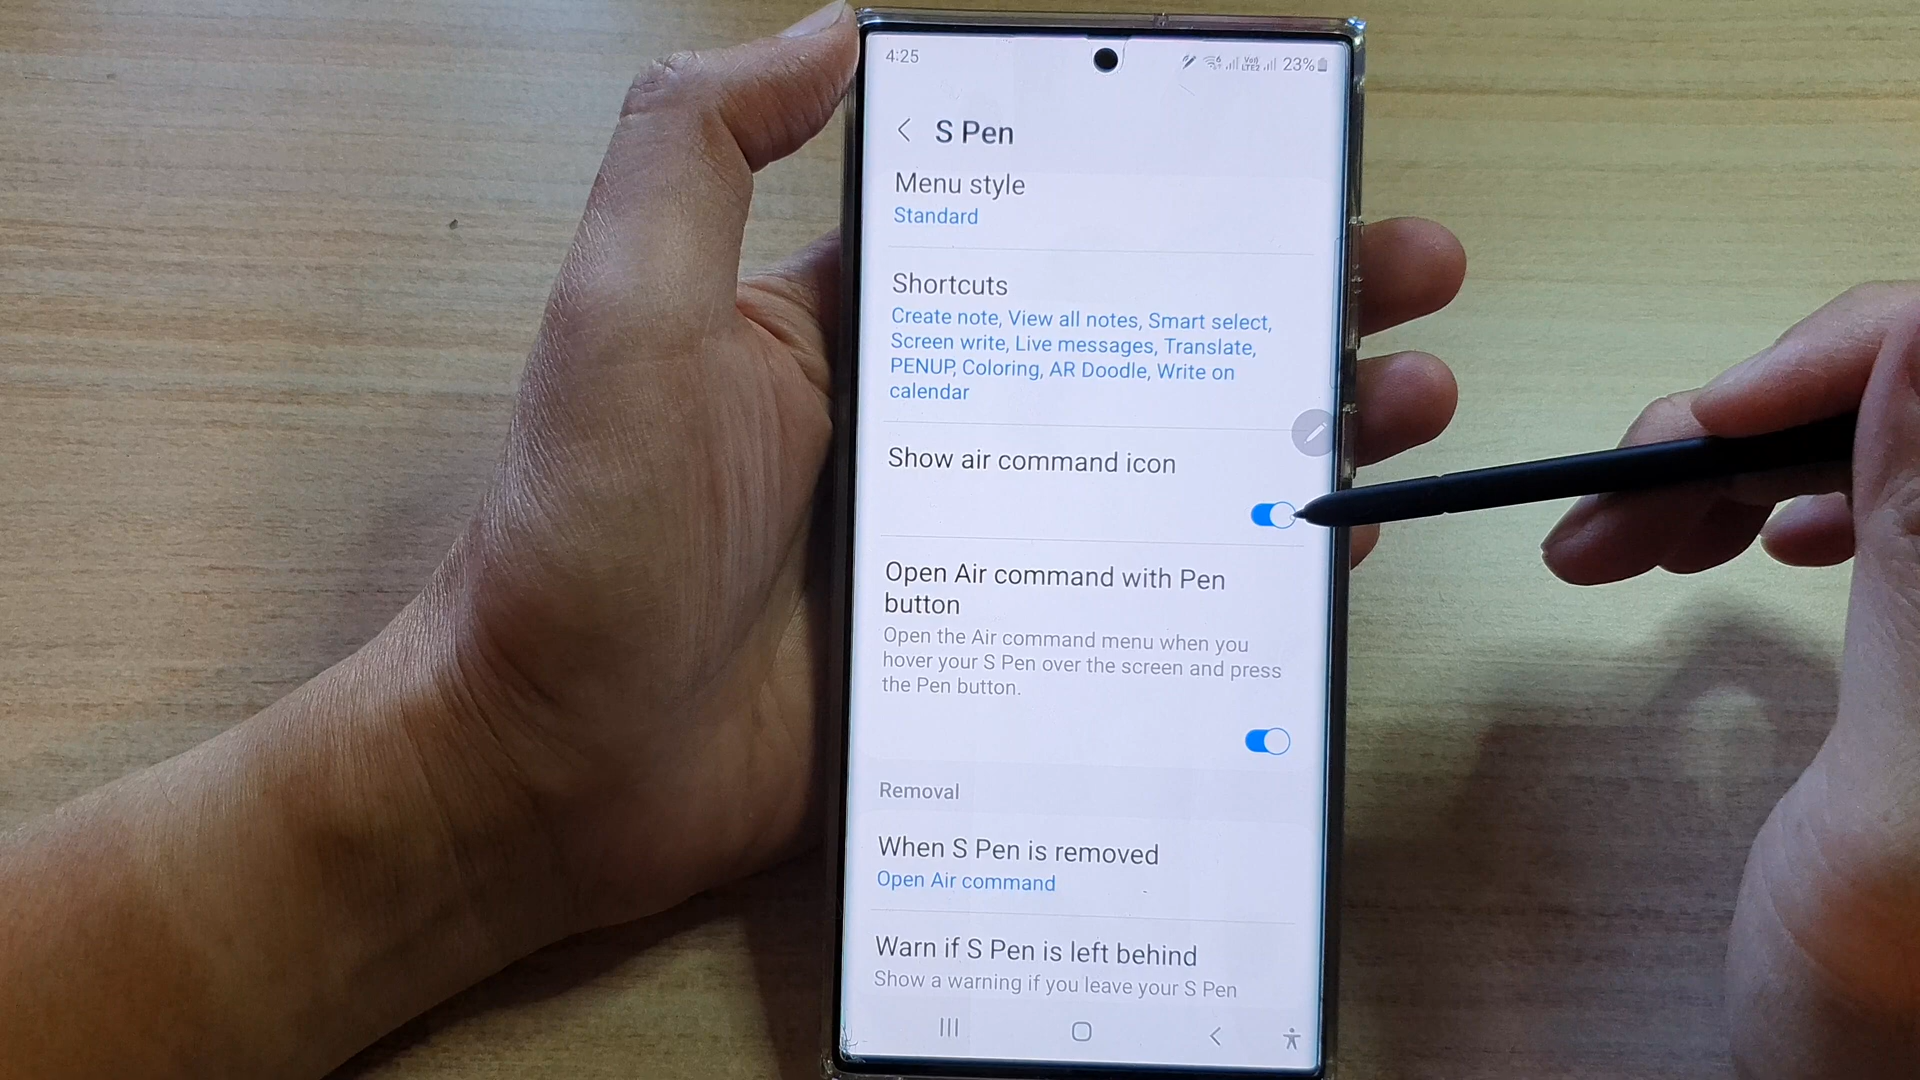 4:25
23%
S Pen
Menu style
Standard
Shortcuts
Create note, View all notes, Smart select,
Screen write, Live messages, Translate,
PENUP, Coloring, AR Doodle, Write on
calendar
Show air command icon
Open Air command with Pen
button
Open the Air command menu when you
hover your S Pen over the screen and press
the Pen button.
Removal
When S Pen is removed
Open Air command
Warn if S Pen is left behind
Show a warning if you leave your S Pen